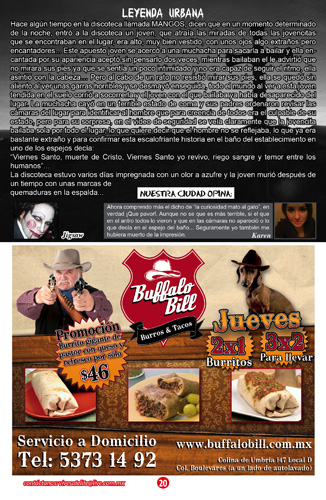 LEYENDA URBANA
Hace algún tiempo en la discoteca llamada MANGOS, dicen que en un momento determinado
de la noche, entró a la discoteca un joven, que atraía las miradas de todas las jovencitas
que se encontraban en el lugar, era alto, muy bien vestido, con unos ojos algo extraños pero
encantadores... Este apuesto joven se acercó a una muchacha para sacarla a bailar y ella en-
cantada por su apariencia aceptó sin pensarlo dos veces, mientras bailaban el le advirtió que
no mirara sus pies ya que se sentía un poco intimidado y no era capaz de seguir el ritmo, ella
asintió con la cabeza..... Pero al cabo de un rato no resistió mirar sus pies, ella se quedó sin
aliento al ver unas garras horribles y se desmayó enseguida. Todo el mundo al ver a la joven
tendida en el suelo corrió a socorrerla y el joven con el que bailaba ya había desaparecido del
lugar. La muchacha cayó en un terrible estado de coma y sus padres ordenaron revisar las
cámaras del lugar para identificar al hombre que para creencia de todos era el culpable de su
estado, pero para su sorpresa, en el video de seguridad se veía claramente que la jovencita
bailaba sola por todo el lugar, lo que quiere decir que el hombre no se reflejaba, lo que ya era
bastante extraño y para confirmar esta escalofriante historia en el baño del establecimiento en
uno de los espejos decía:
"Viernes Santo, muerte de Cristo, Viernes Santo yo revivo, riego sangre y temor entre los
humanos"...
La discoteca estuvo varios días impregnada con un olor a azufre y la joven murió después de
un tiempo con unas marcas de
quemaduras en la espalda...
NUESTRA CIUDAD OPINA:
Ahora comprendo más el dicho de "la curiosidad mato al gato", en
verdad ¡Que pavor!. Aunque no se que es más terrible, si el que
en el antro todos lo vieron y que en las cámaras no apareció o lo
que decía en el espejo del baño... Seguramente yo también me
hubiera muerto de la impresión.
Jigsaw
Karen
Buffalo
Bill
Burros & Tacos
Promoción
Burrito gigante de
pastor con queso y
refresco por sólo
$46
Jueves
2x1
Burritos
3x2
Para llevar
Servicio a Domicilio
Tel: 5373 14 92
www.buffalobill.com.mx
Colina de Umbría 147 Local D
Col. Boulevares (a un lado de autolavado)
20